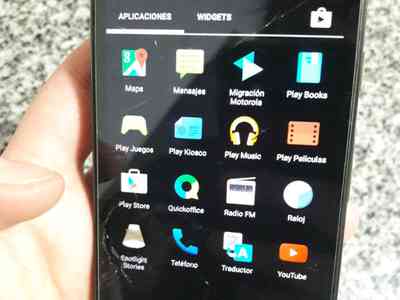 APLICACIONES WIDGETS
Maps Mensajes Migración Motorola Play Books
Play Juegos Play Kiosco Play Music Play Películas
Play Store Quickoffice Radio FM Reloj
Spotlight Stories Teléfono Traductor YouTube